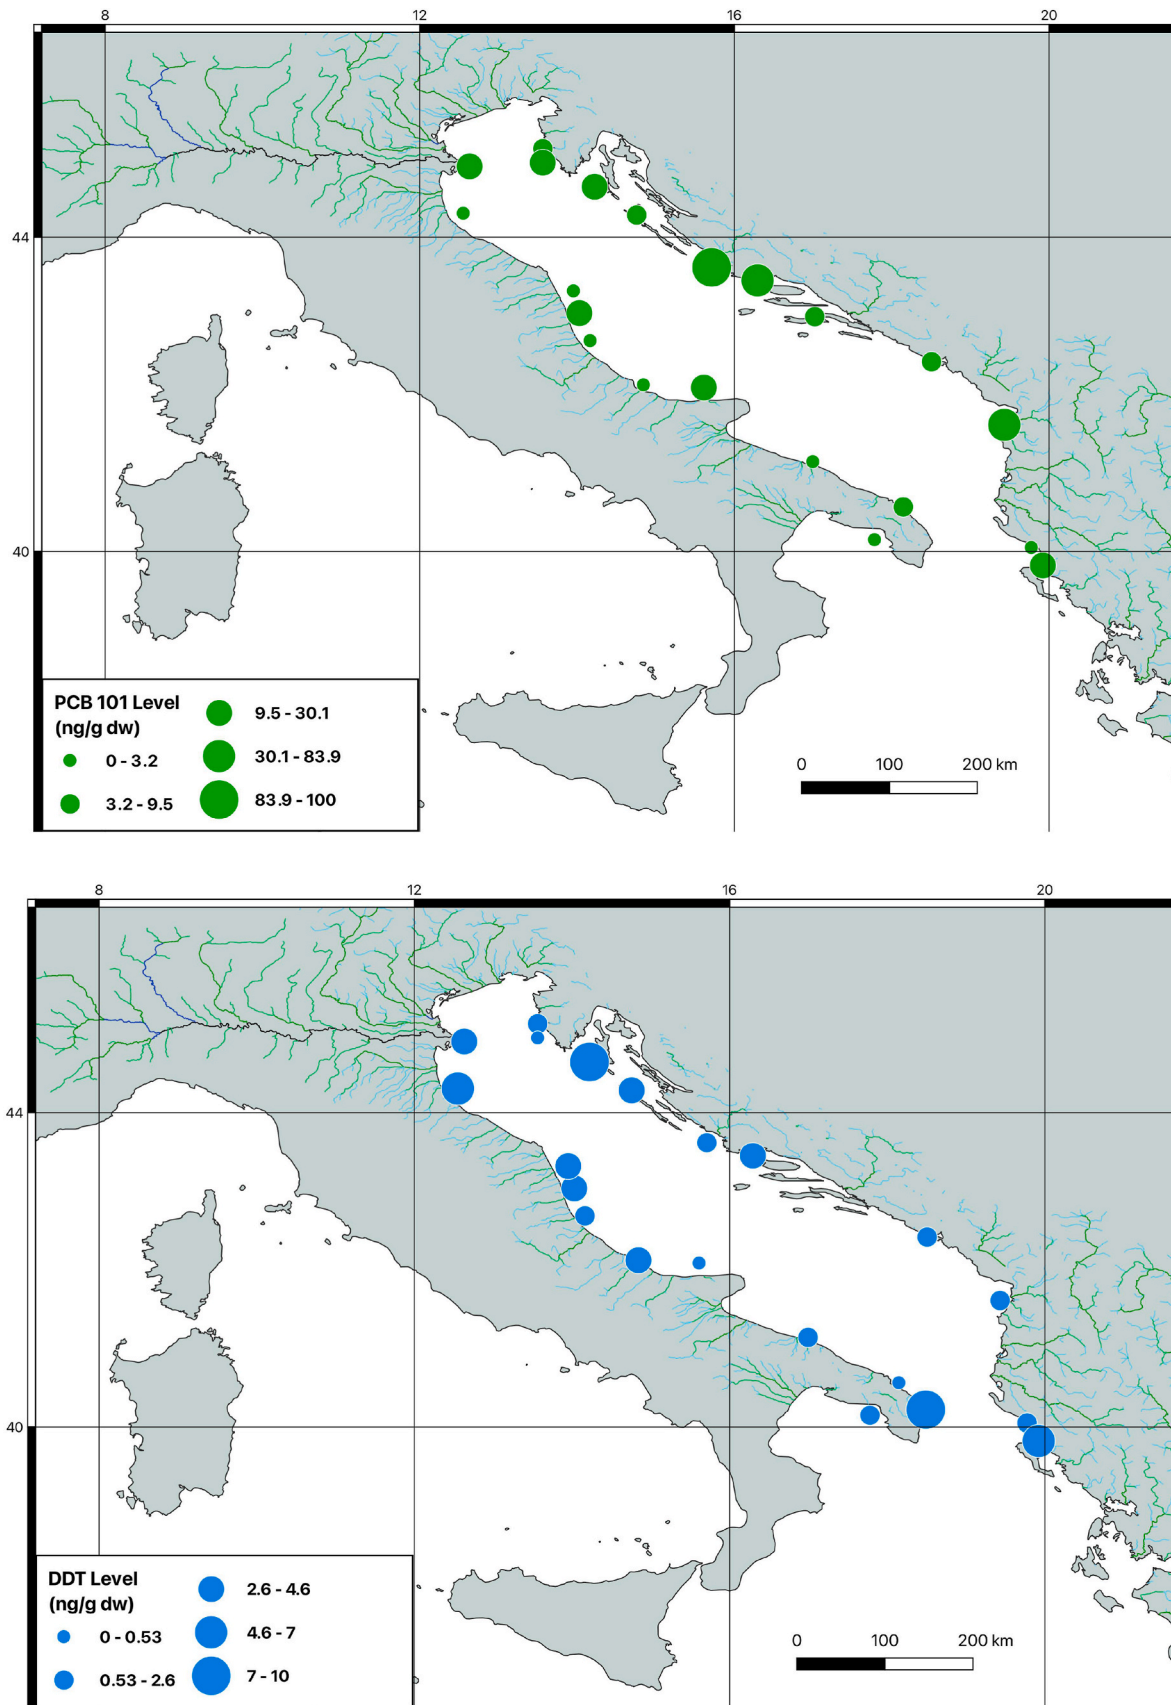 8 12 16 20
44
40
PCB 101 Level
(ng/g dw)
0 - 3.2
3.2 - 9.5
9.5 - 30.1
30.1 - 83.9
83.9 - 100
0 100 200 km
8 12 16 20
44
40
DDT Level
(ng/g dw)
0 - 0.53
0.53 - 2.6
2.6 - 4.6
4.6 - 7
7 - 10
0 100 200 km